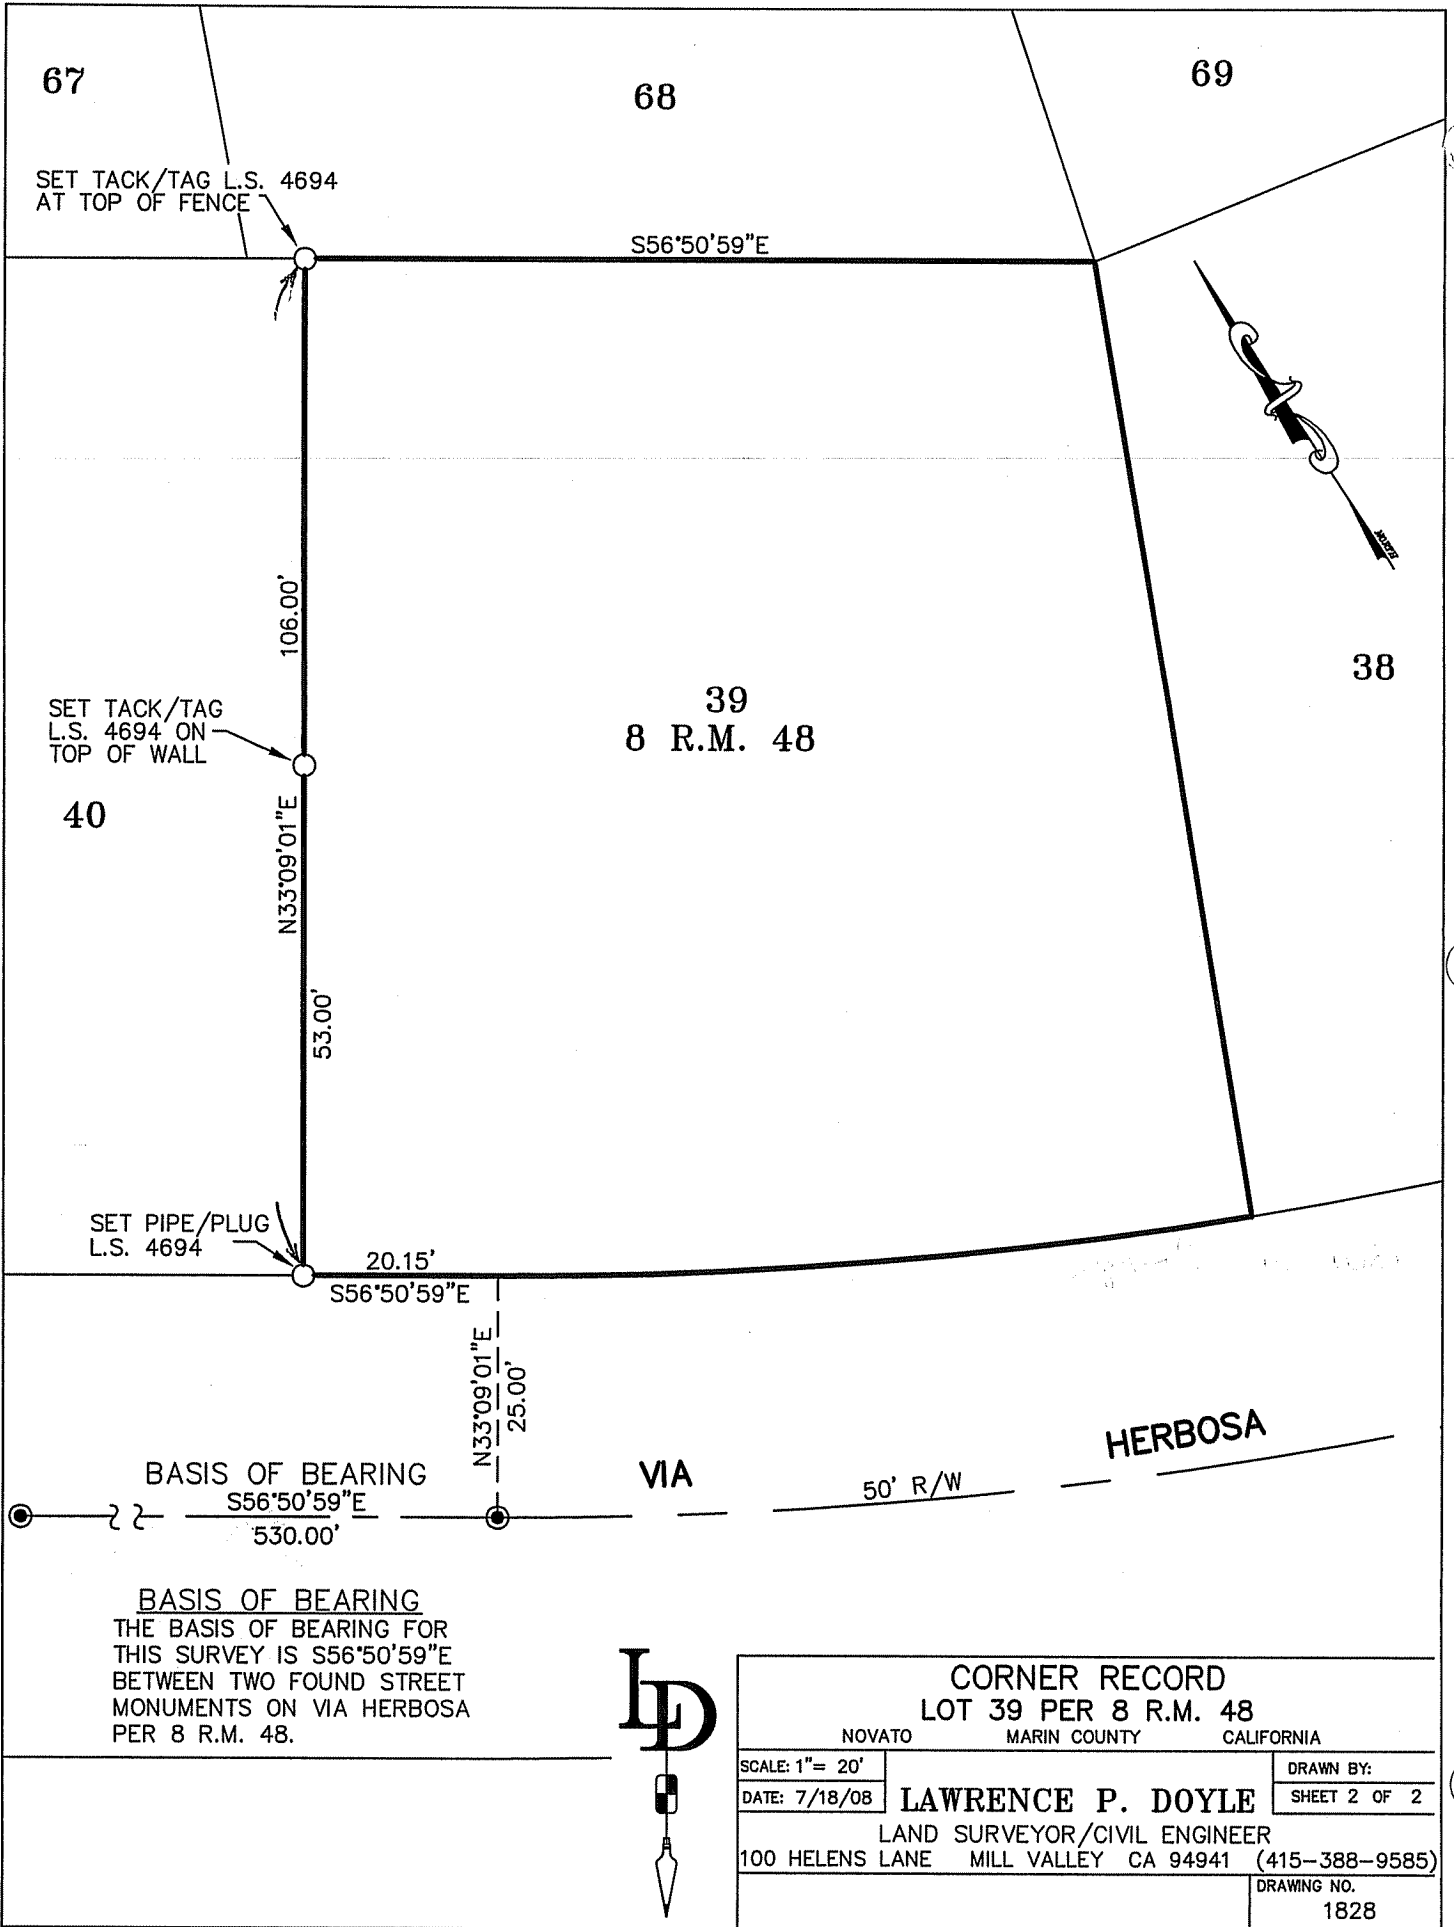 67
68
69
SET TACK/TAG L.S. 4694
AT TOP OF FENCE
S56°50'59"E
106.00'
38
39
8 R.M. 48
SET TACK/TAG
L.S. 4694 ON
TOP OF WALL
40
N33°09'01"E
53.00'
SET PIPE/PLUG
L.S. 4694
20.15'
S56°50'59"E
N33°09'01"E
25.00'
BASIS OF BEARING
S56°50'59"E
530.00'
VIA
HERBOSA
50' R/W
BASIS OF BEARING
THE BASIS OF BEARING FOR
THIS SURVEY IS S56°50'59"E
BETWEEN TWO FOUND STREET
MONUMENTS ON VIA HERBOSA
PER 8 R.M. 48.
LD
CORNER RECORD
LOT 39 PER 8 R.M. 48
NOVATO MARIN COUNTY CALIFORNIA
SCALE: 1"= 20'
DATE: 7/18/08
LAWRENCE P. DOYLE
DRAWN BY:
SHEET 2 OF 2
LAND SURVEYOR/CIVIL ENGINEER
100 HELENS LANE MILL VALLEY CA 94941 (415-388-9585)
DRAWING NO.
1828